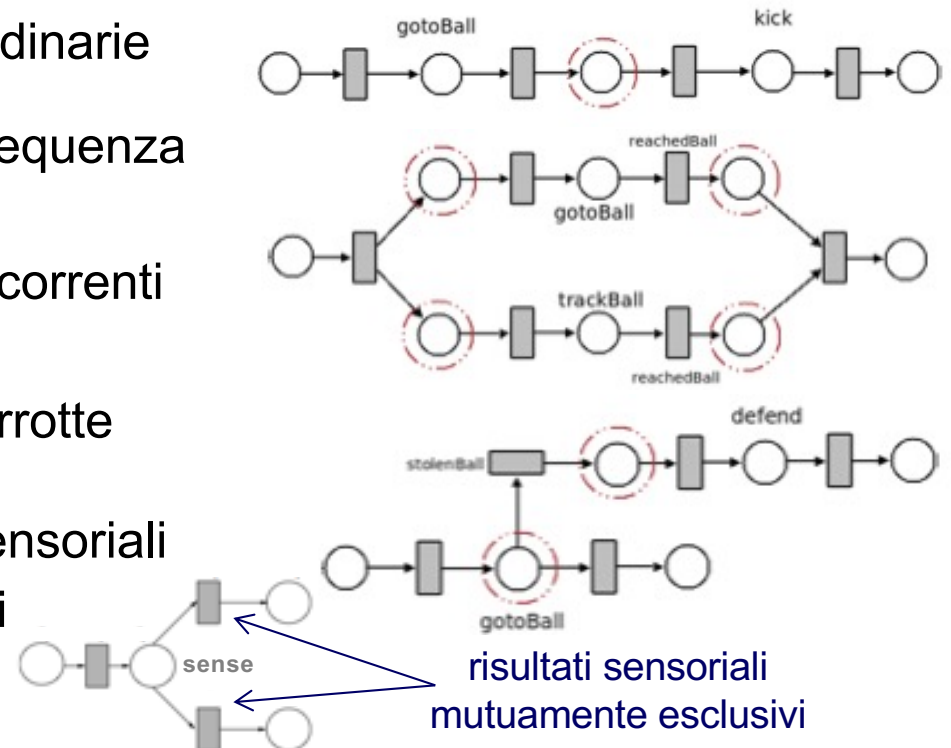 dinarie
equenza
correnti
rrotte
ensoriali
i
gotoBall
kick
reachedBall
gotoBall
trackBall
reachedBall
defend
stolenBall
gotoBall
sense
risultati sensoriali
mutuamente esclusivi